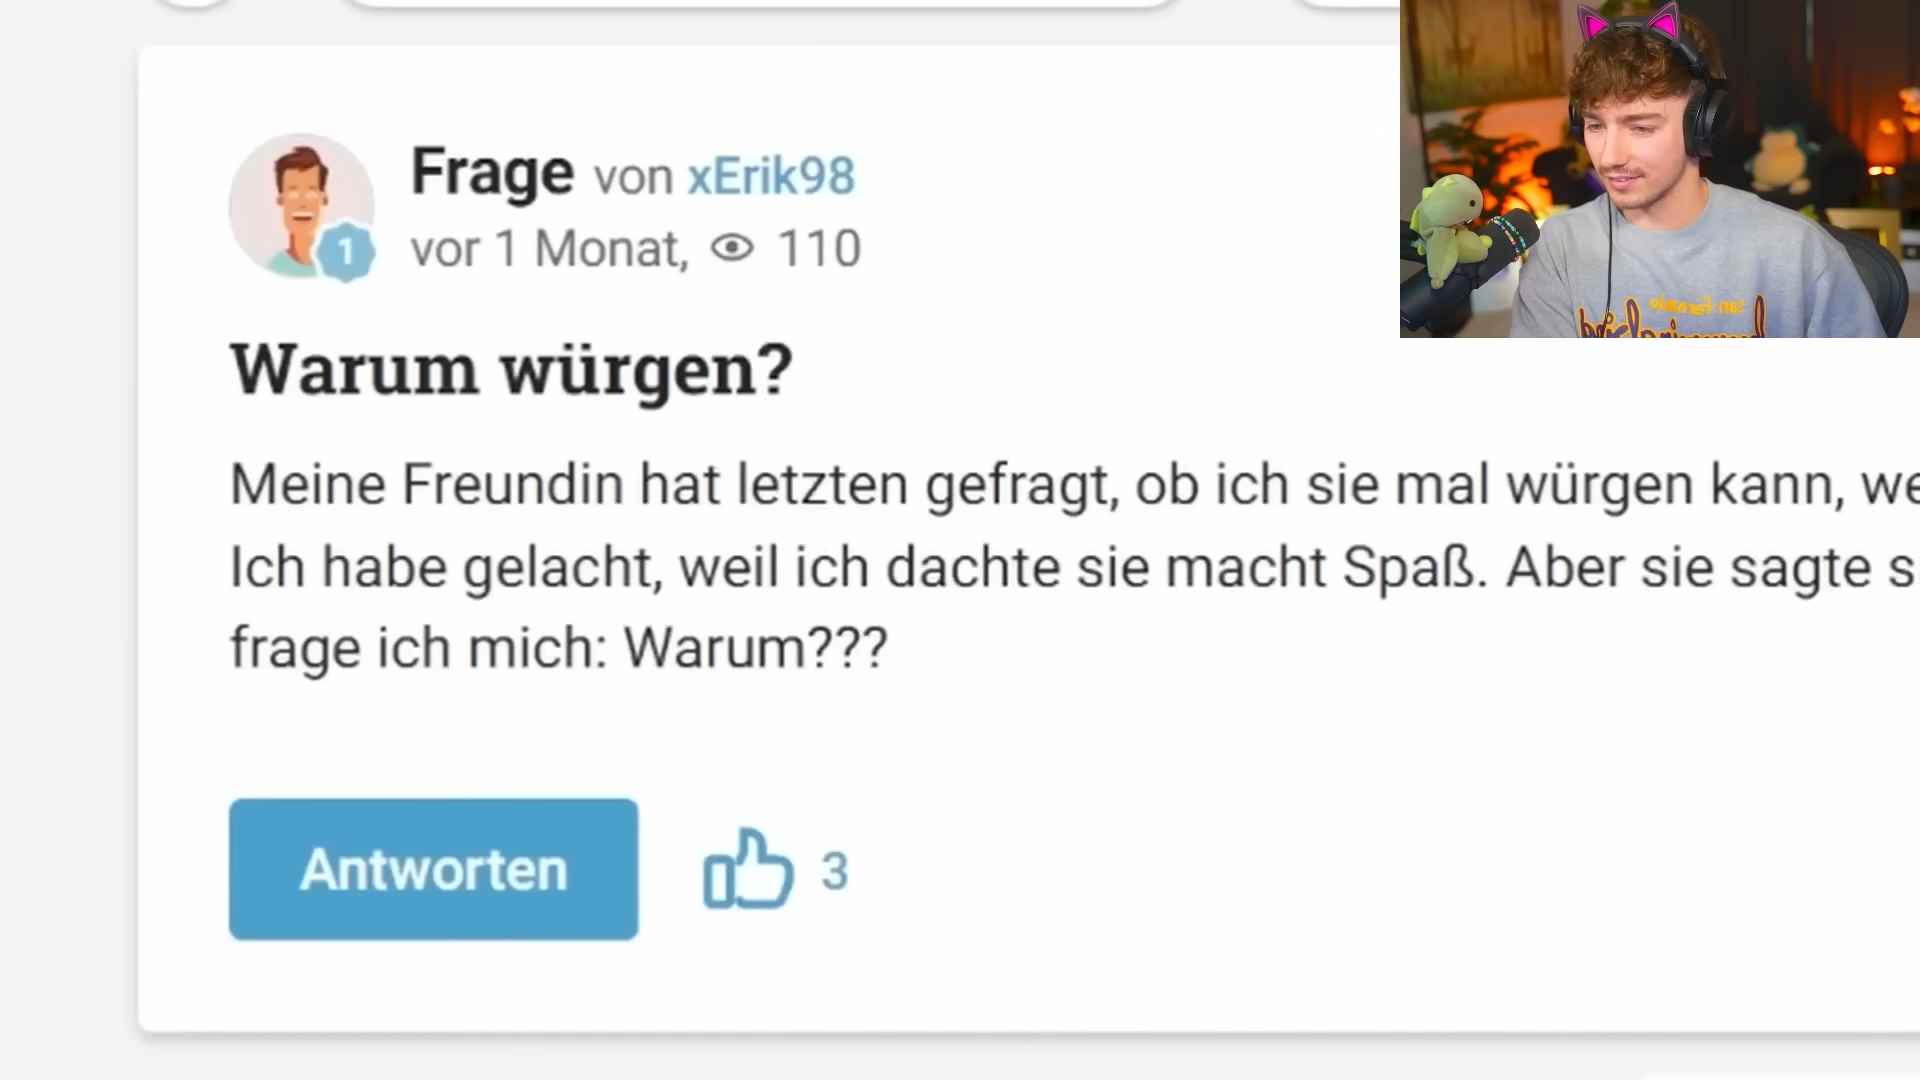 Frage von xErik98
vor 1 Monat, 110
1
Warum würgen?
Meine Freundin hat letzten gefragt, ob ich sie mal würgen kann, we
Ich habe gelacht, weil ich dachte sie macht Spaß. Aber sie sagte s
frage ich mich: Warum???
Antworten 3